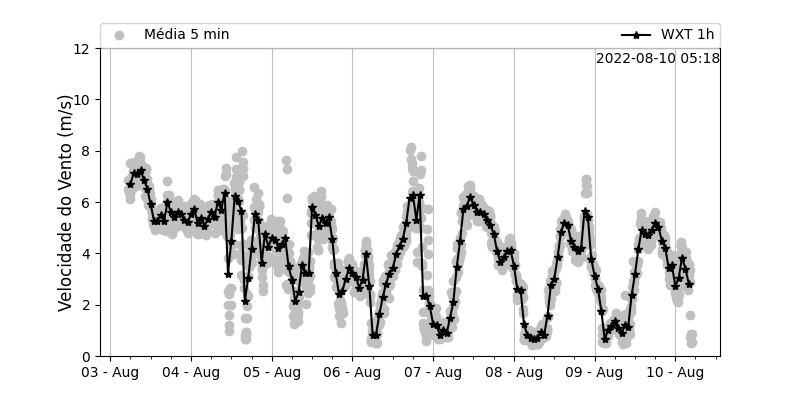 Média 5 min
WXT 1h
2022-08-10 05:18
Velocidade do Vento (m/s)
12
10
8
6
4
2
0
03 - Aug
04 - Aug
05 - Aug
06 - Aug
07 - Aug
08 - Aug
09 - Aug
10 - Aug